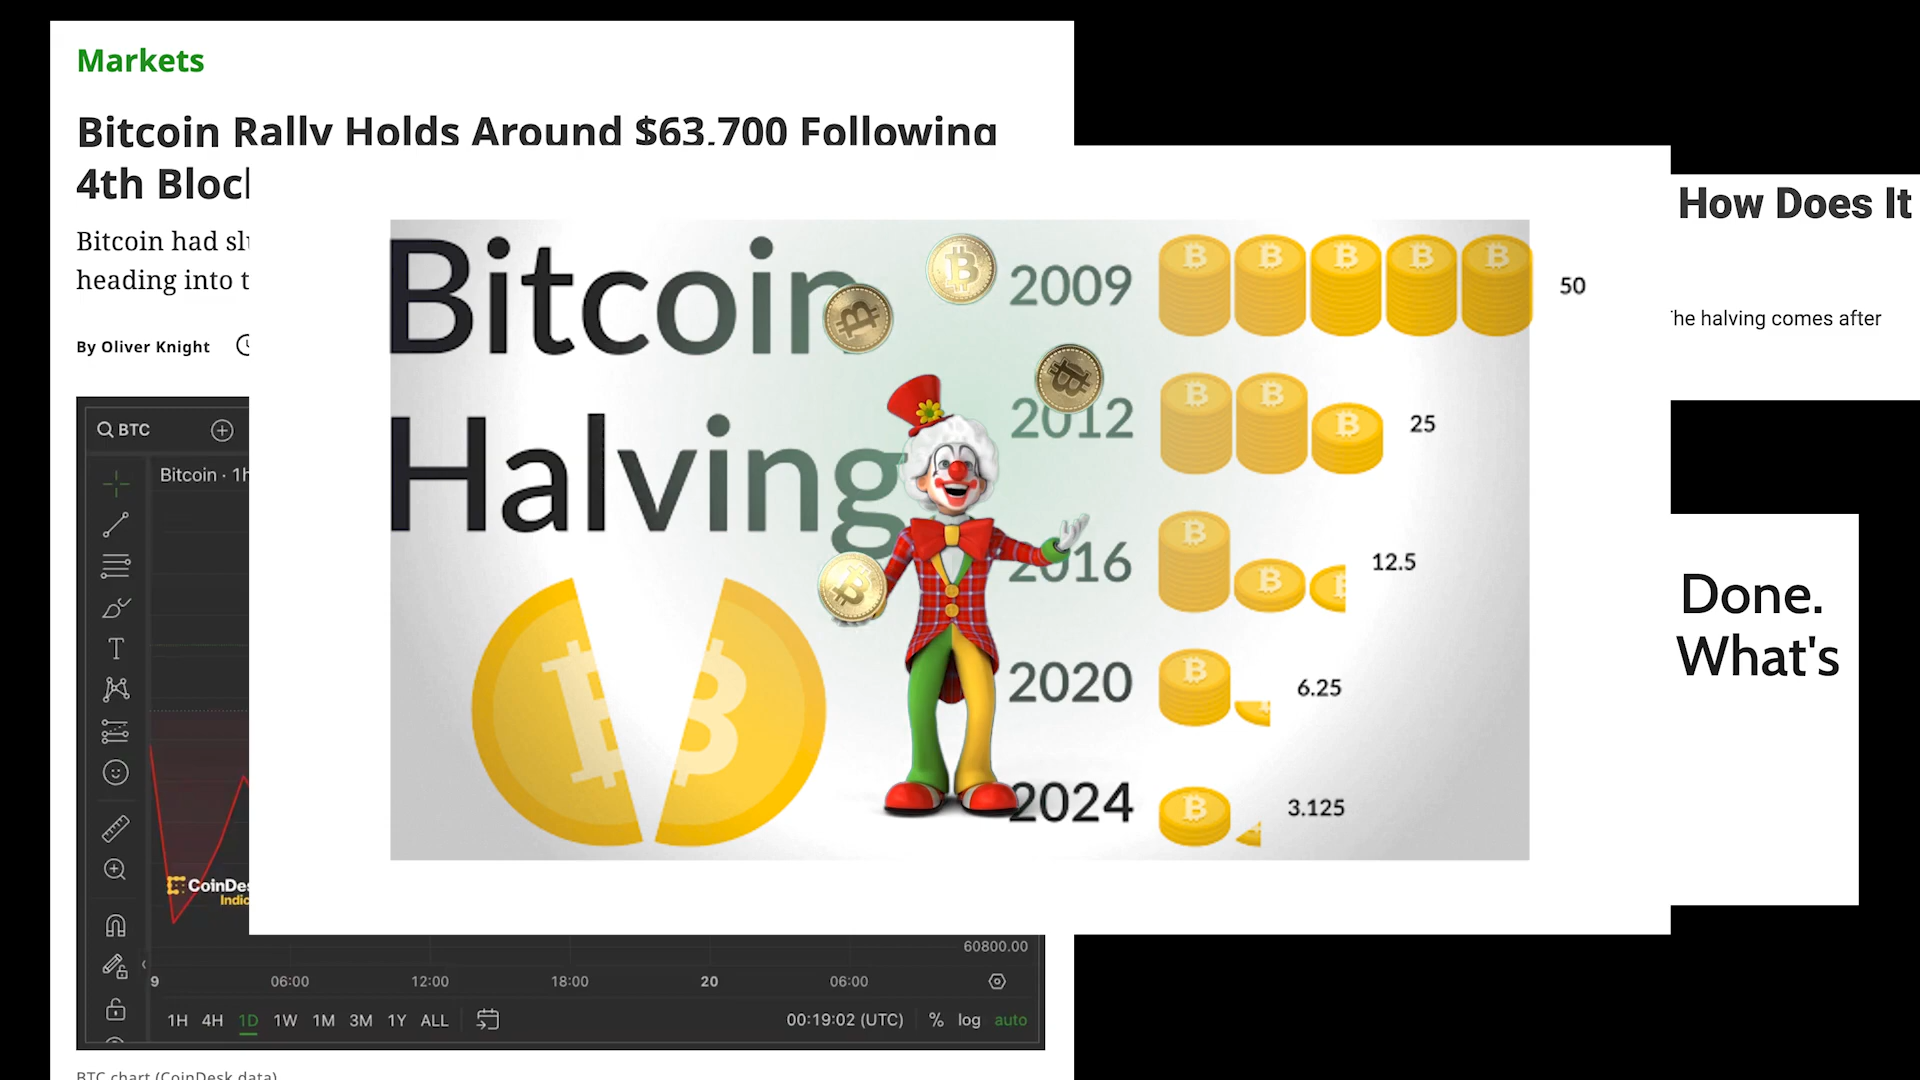 Markets
Bitcoin Rally Holds Around $63,700 Following
4th Block
Bitcoin had
heading into
By Oliver Knight
BTC
Bitcoin · 1h
CoinDes
Indic
60800.00
9 06:00 12:00 18:00 20 06:00
1H 4H 1D 1W 1M 3M 1Y ALL 00:19:02 (UTC) % log auto
BTC chart (CoinDesk data)
Bitcoin
Halving
2009 50
2012 25
2016 12.5
2020 6.25
2024 3.125
How Does It
The halving comes after
Done.
What's